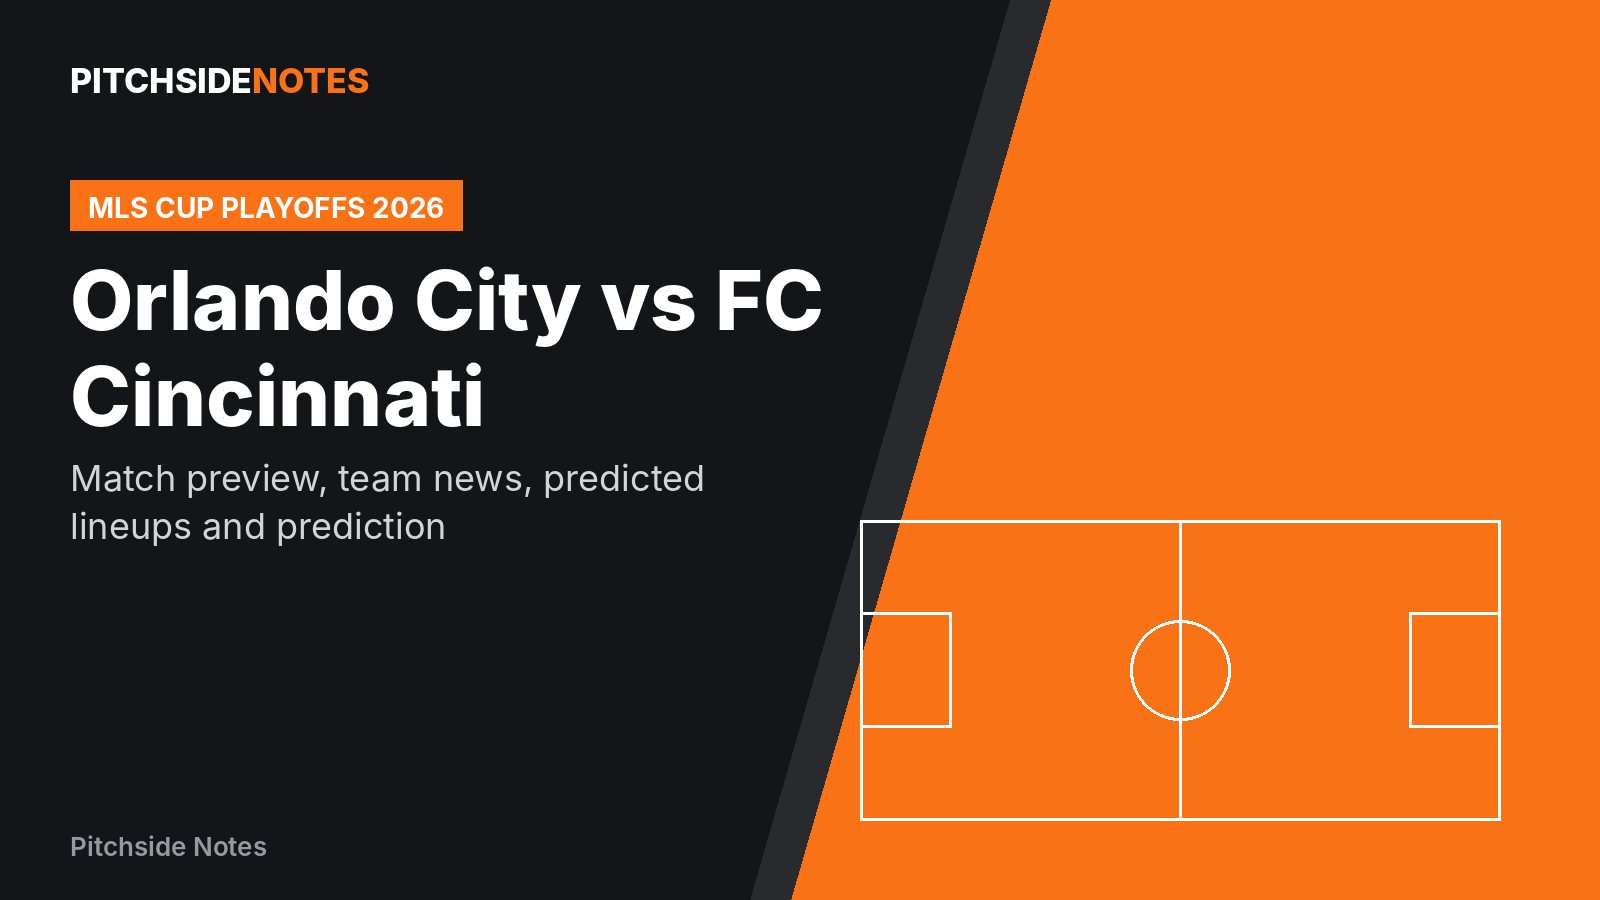 PITCHSIDENOTES
MLS CUP PLAYOFFS 2026
Orlando City vs FC
Cincinnati
Match preview, team news, predicted
lineups and prediction
Pitchside Notes